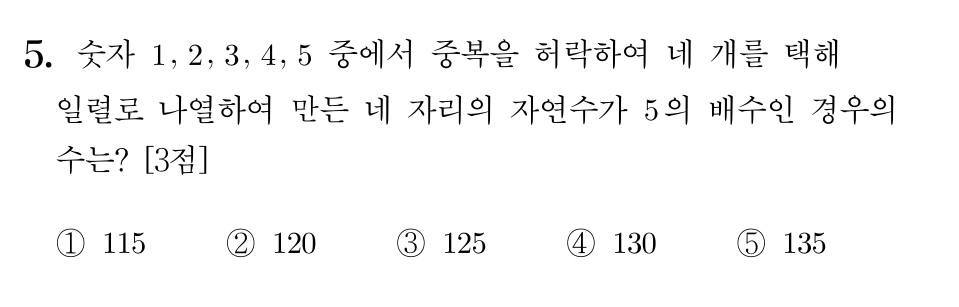 5. 숫자 1, 2, 3, 4, 5 중에서 중복을 허락하여 네 개를 택해
일렬로 나열하여 만든 네 자리의 자연수가 5의 배수인 경우의
수는? [3점]
① 115 ② 120 ③ 125 ④ 130 ⑤ 135